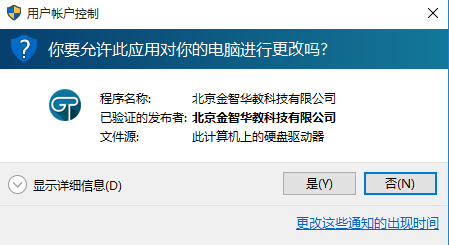 用户帐户控制
你要允许此应用对你的电脑进行更改吗?
程序名称: 北京金智华教科技有限公司
已验证的发布者: 北京金智华教科技有限公司
文件源: 此计算机上的硬盘驱动器
显示详细信息(D)
是(Y)
否(N)
更改这些通知的出现时间